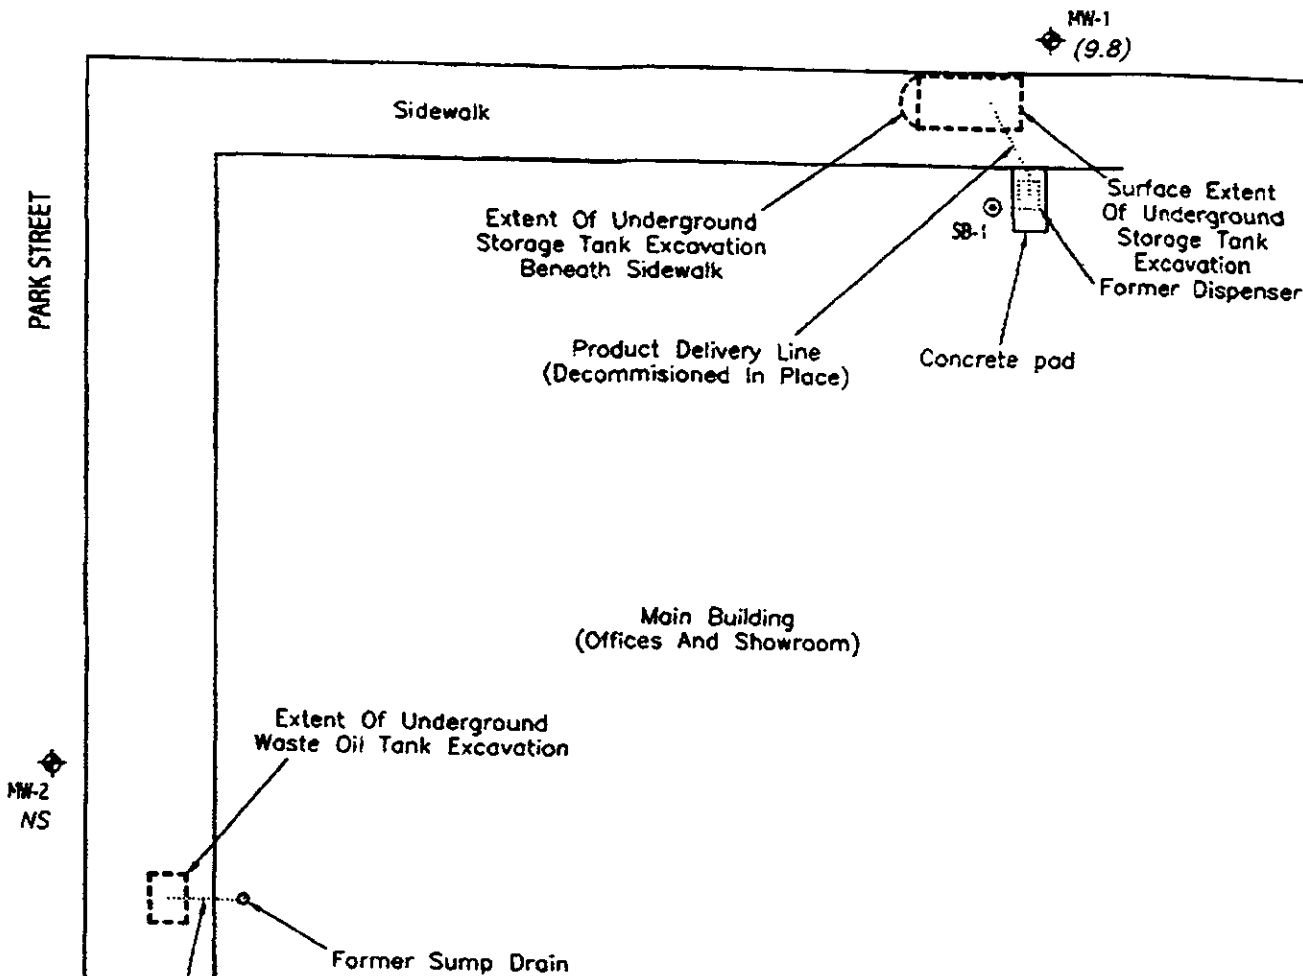 MW-1
(9.8)
Sidewalk
PARK STREET
Extent Of Underground
Storage Tank Excavation
Beneath Sidewalk
SB-1
Surface Extent
Of Underground
Storage Tank
Excavation
Former Dispenser
Product Delivery Line
(Decommisioned In Place)
Concrete pad
Main Building
(Offices And Showroom)
Extent Of Underground
Waste Oil Tank Excavation
MW-2
NS
Former Sump Drain